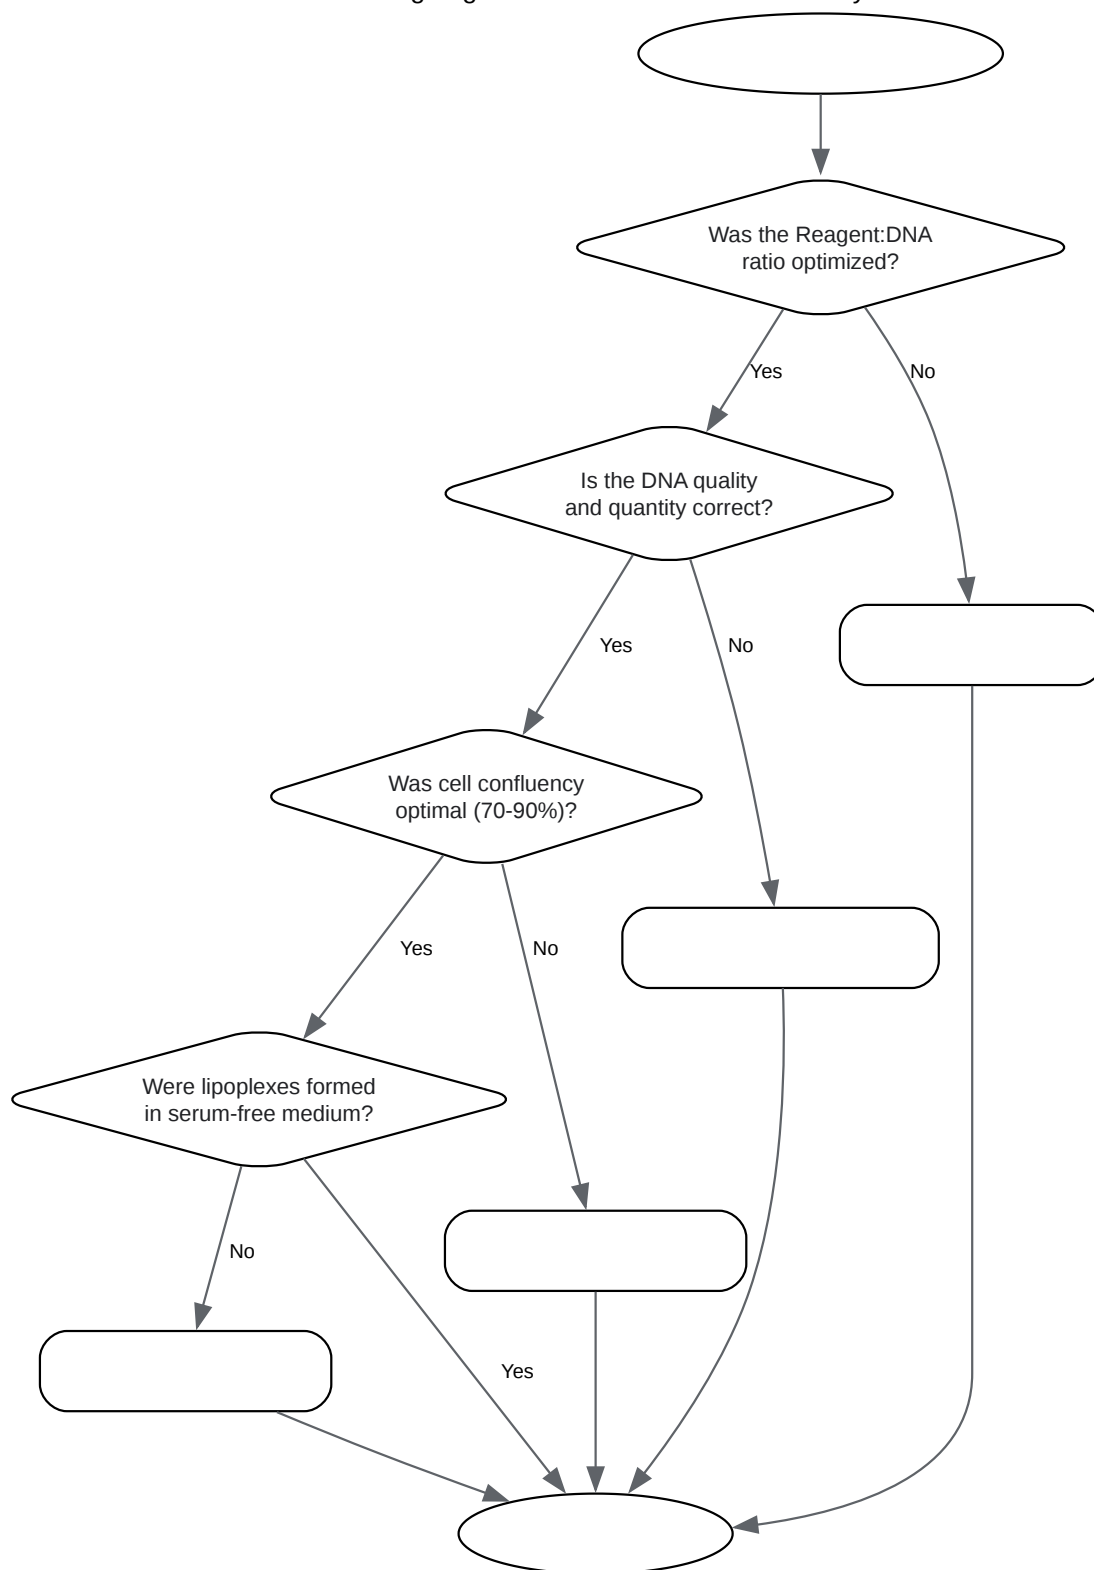 Was the Reagent:DNA
ratio optimized?
Yes
No
Is the DNA quality
and quantity correct?
Yes
No
Was cell confluency
optimal (70-90%)?
Yes
No
Were lipoplexes formed
in serum-free medium?
No
Yes